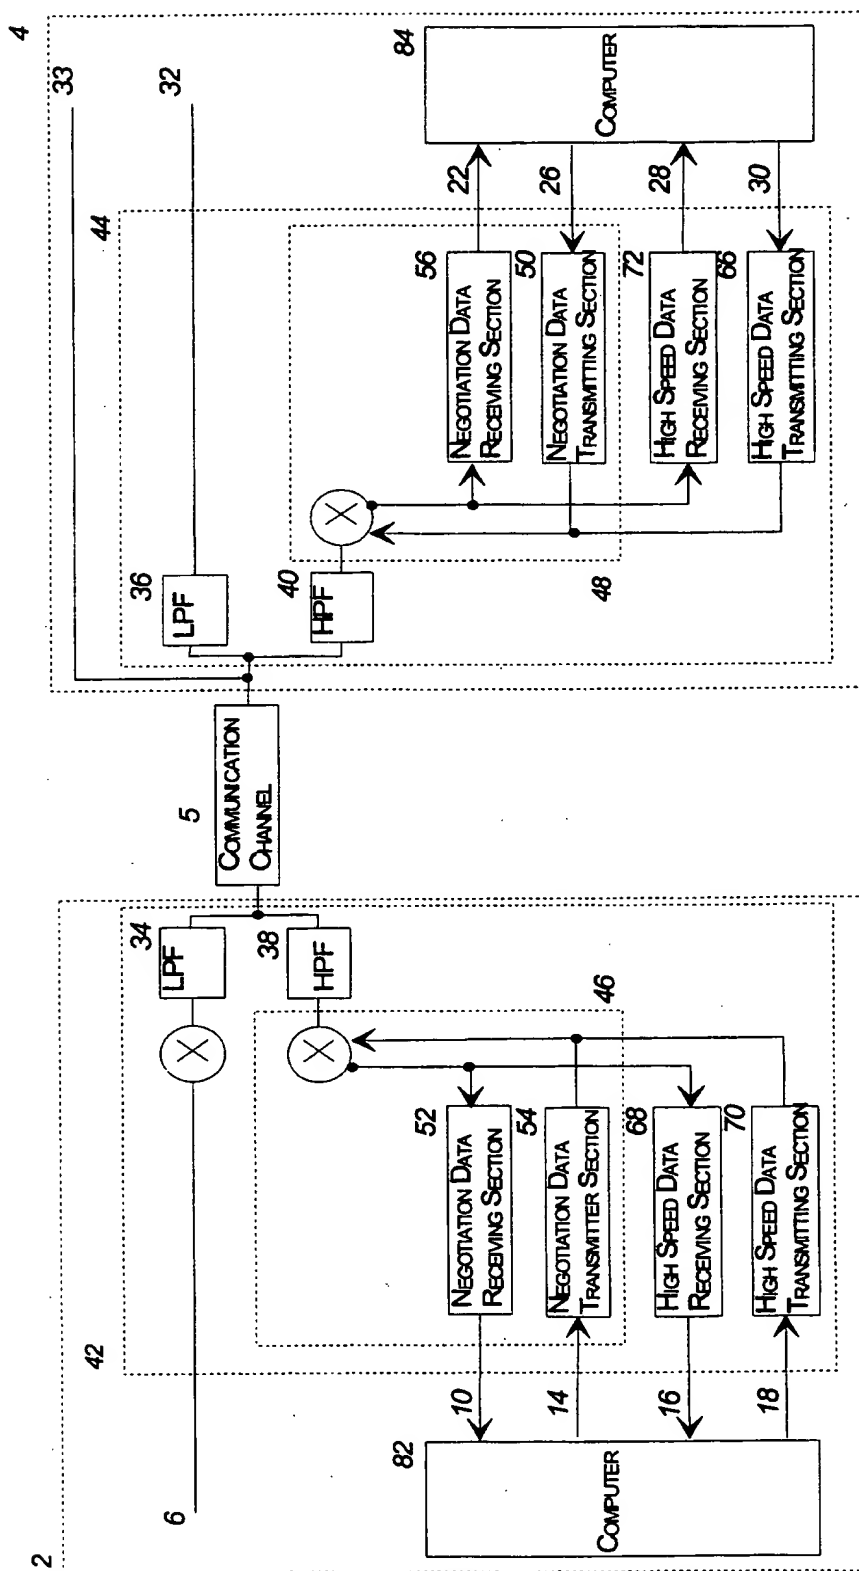 2
42
6
34
LPF
38
HPF
46
52
NEGOTIATION DATA
RECEIVING SECTION
54
NEGOTIATION DATA
TRANSMITTER SECTION
68
HIGH SPEED DATA
RECEIVING SECTION
70
HIGH SPEED DATA
TRANSMITTING SECTION
10
14
16
18
82
COMPUTER
5
COMMUNICATION
CHANNEL
4
33
32
44
36
LPF
40
HPF
48
56
NEGOTIATION DATA
RECEIVING SECTION
50
NEGOTIATION DATA
TRANSMITTING SECTION
72
HIGH SPEED DATA
RECEIVING SECTION
66
HIGH SPEED DATA
TRANSMITTING SECTION
22
26
28
30
84
COMPUTER